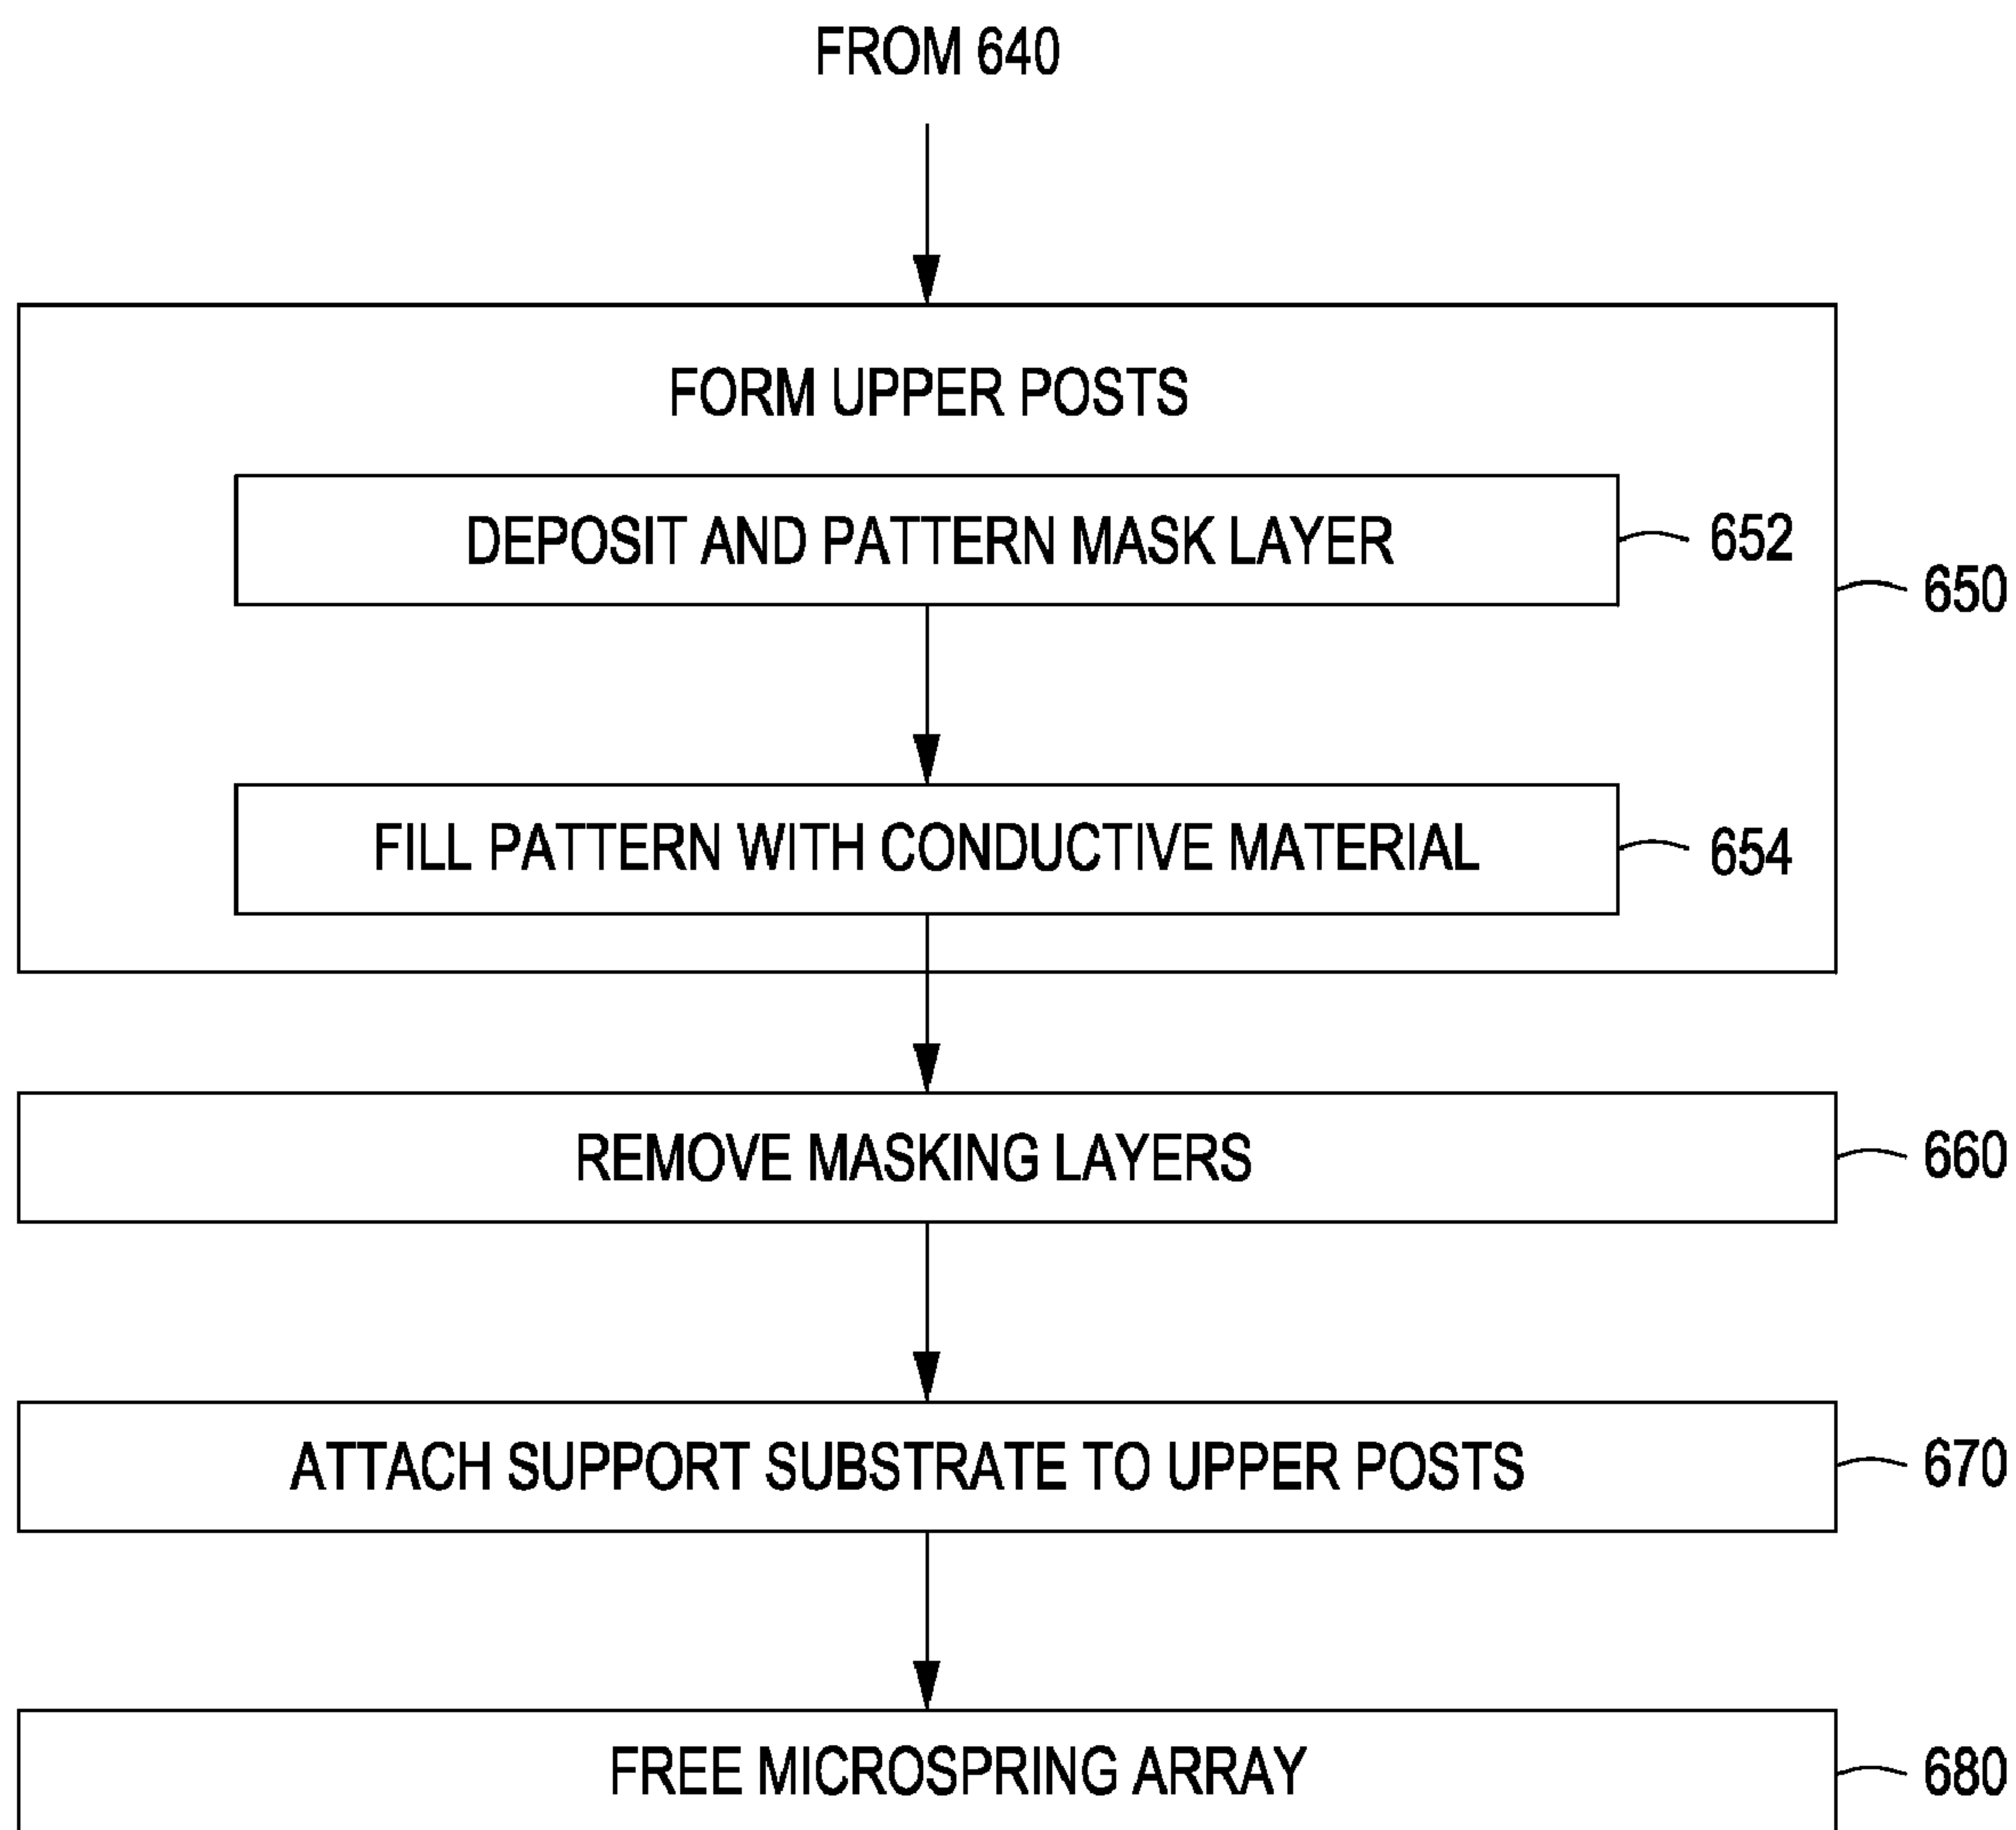 FROM 640
FORM UPPER POSTS
DEPOSIT AND PATTERN MASK LAYER
652
650
FILL PATTERN WITH CONDUCTIVE MATERIAL
654
REMOVE MASKING LAYERS
660
ATTACH SUPPORT SUBSTRATE TO UPPER POSTS
670
FREE MICROSPRING ARRAY
680